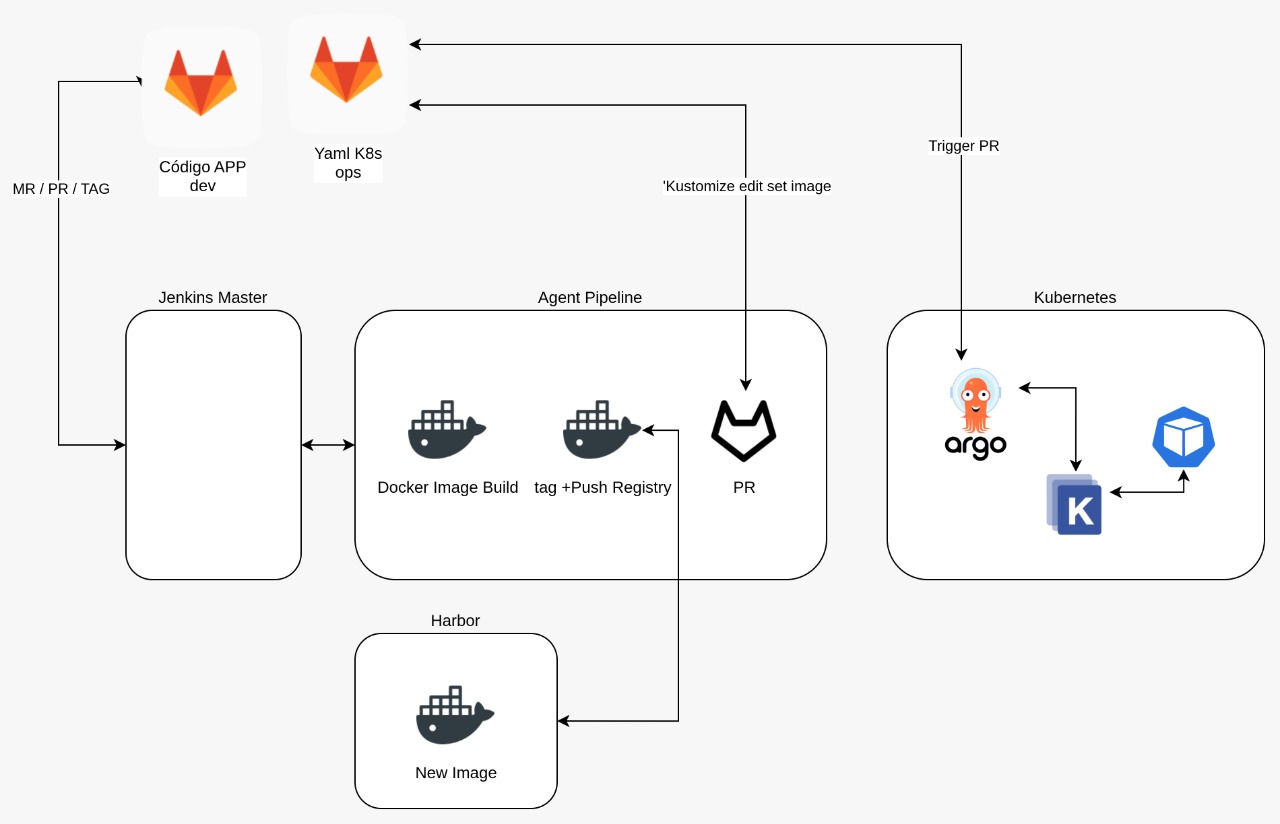 Código APP
dev
Yaml K8s
ops
MR / PR / TAG
'Kustomize edit set image
Trigger PR
Jenkins Master
Agent Pipeline
Kubernetes
Docker Image Build
tag +Push Registry
PR
argo
K
Harbor
New Image